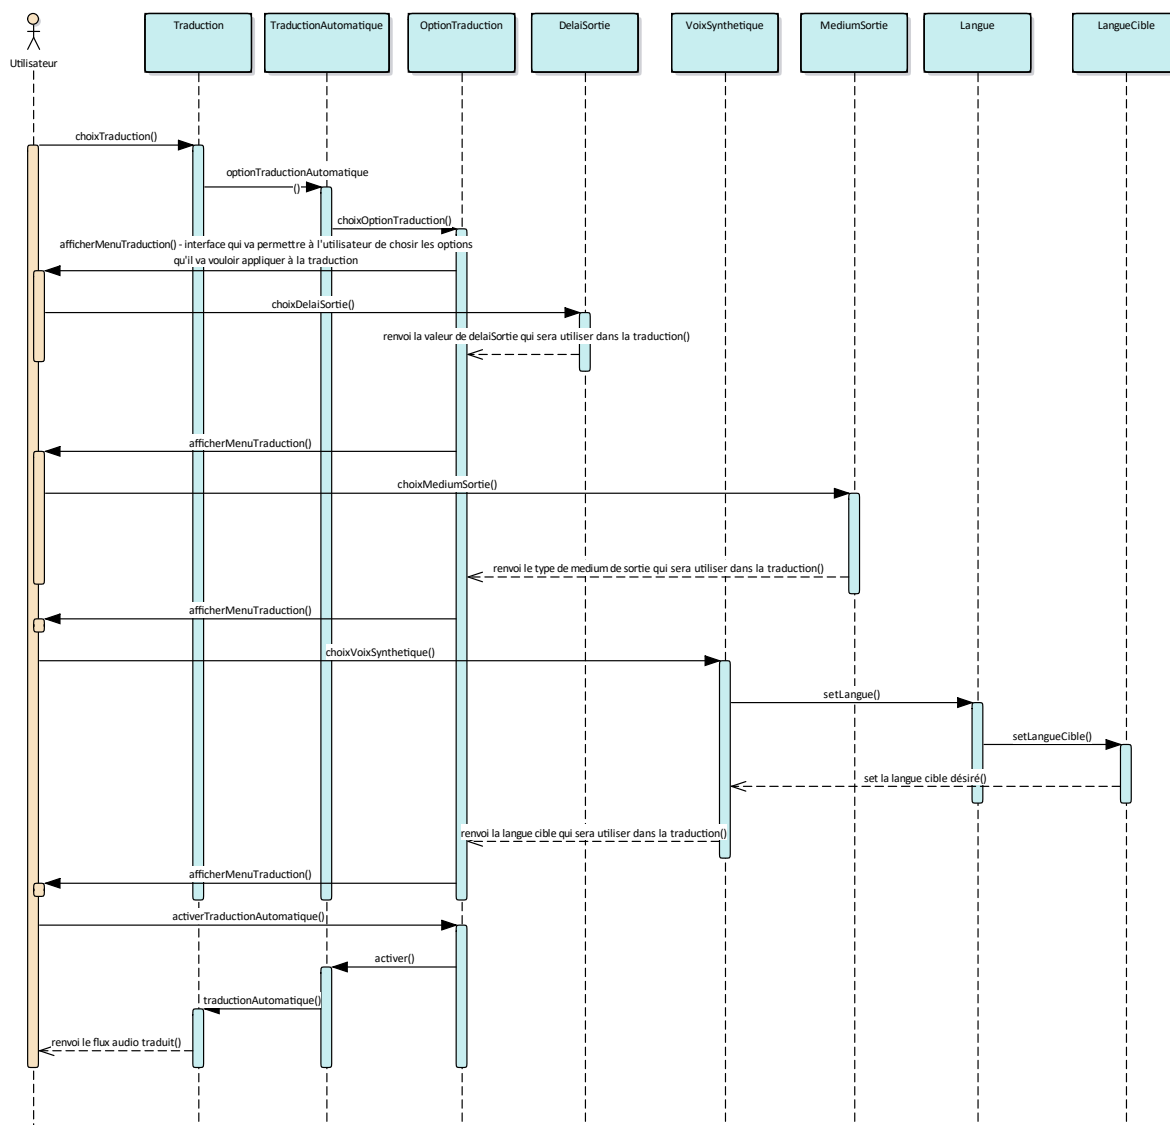 Utilisateur
Traduction
TraductionAutomatique
OptionTraduction
DelaiSortie
VoixSynthetique
MediumSortie
Langue
LangueCible
choixTraduction()
optionTraductionAutomatique
()
choixOptionTraduction()
afficherMenuTraduction() - interface qui va permettre à l'utilsateur de chosir les options
qu'il va vouloir appliquer à la traduction
choixDelaiSortie()
renvoi la valeur de delaiSortie qui sera utiliser dans la traduction()
afficherMenuTraduction()
choixMediumSortie()
renvoi le type de medium de sortie qui sera utiliser dans la traduction()
afficherMenuTraduction()
choixVoixSynthetique()
setLangue()
setLangueCible()
set la langue cible désiré()
renvoi la langue cible qui sera utiliser dans la traduction()
afficherMenuTraduction()
activerTraductionAutomatique()
activer()
traductionAutomatique()
renvoi le flux audio traduit()